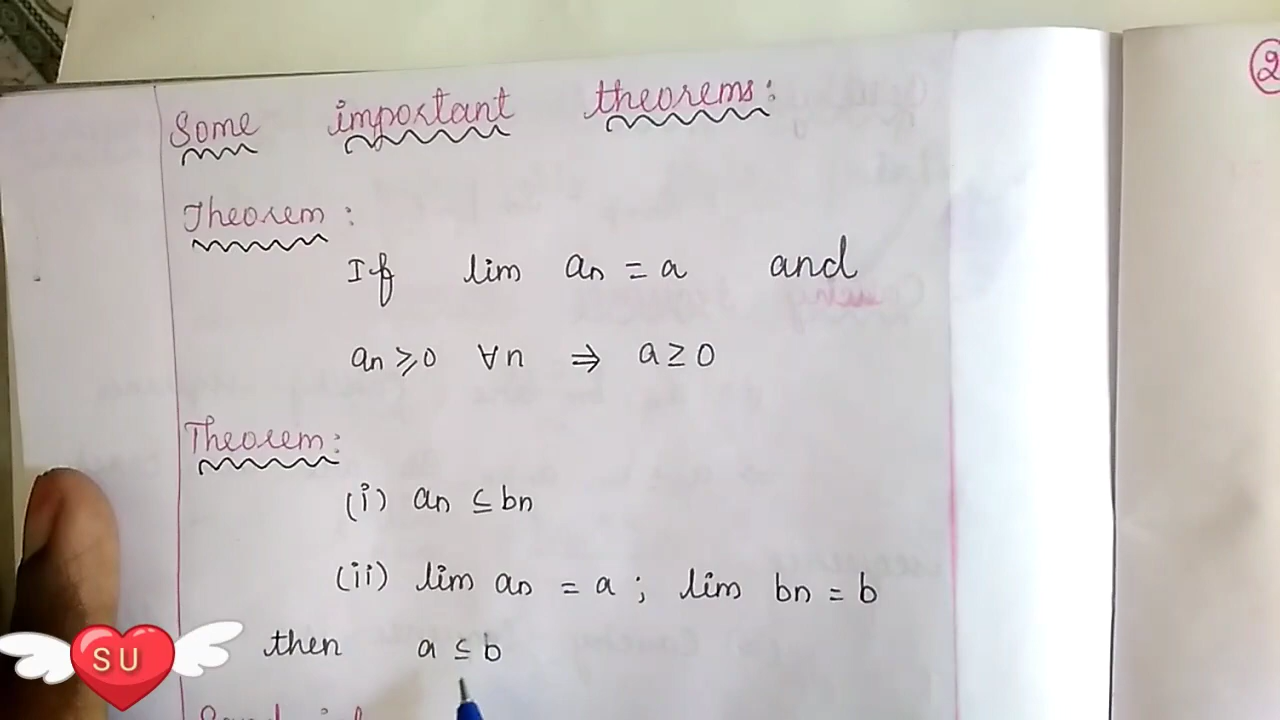 Some important theorems:
Theorem:
If lim an = a and
an ≥ 0 ∀n ⇒ a ≥ 0
Theorem:
(i) an ≤ bn
(ii) lim an = a ; lim bn = b
then a ≤ b
SU
2